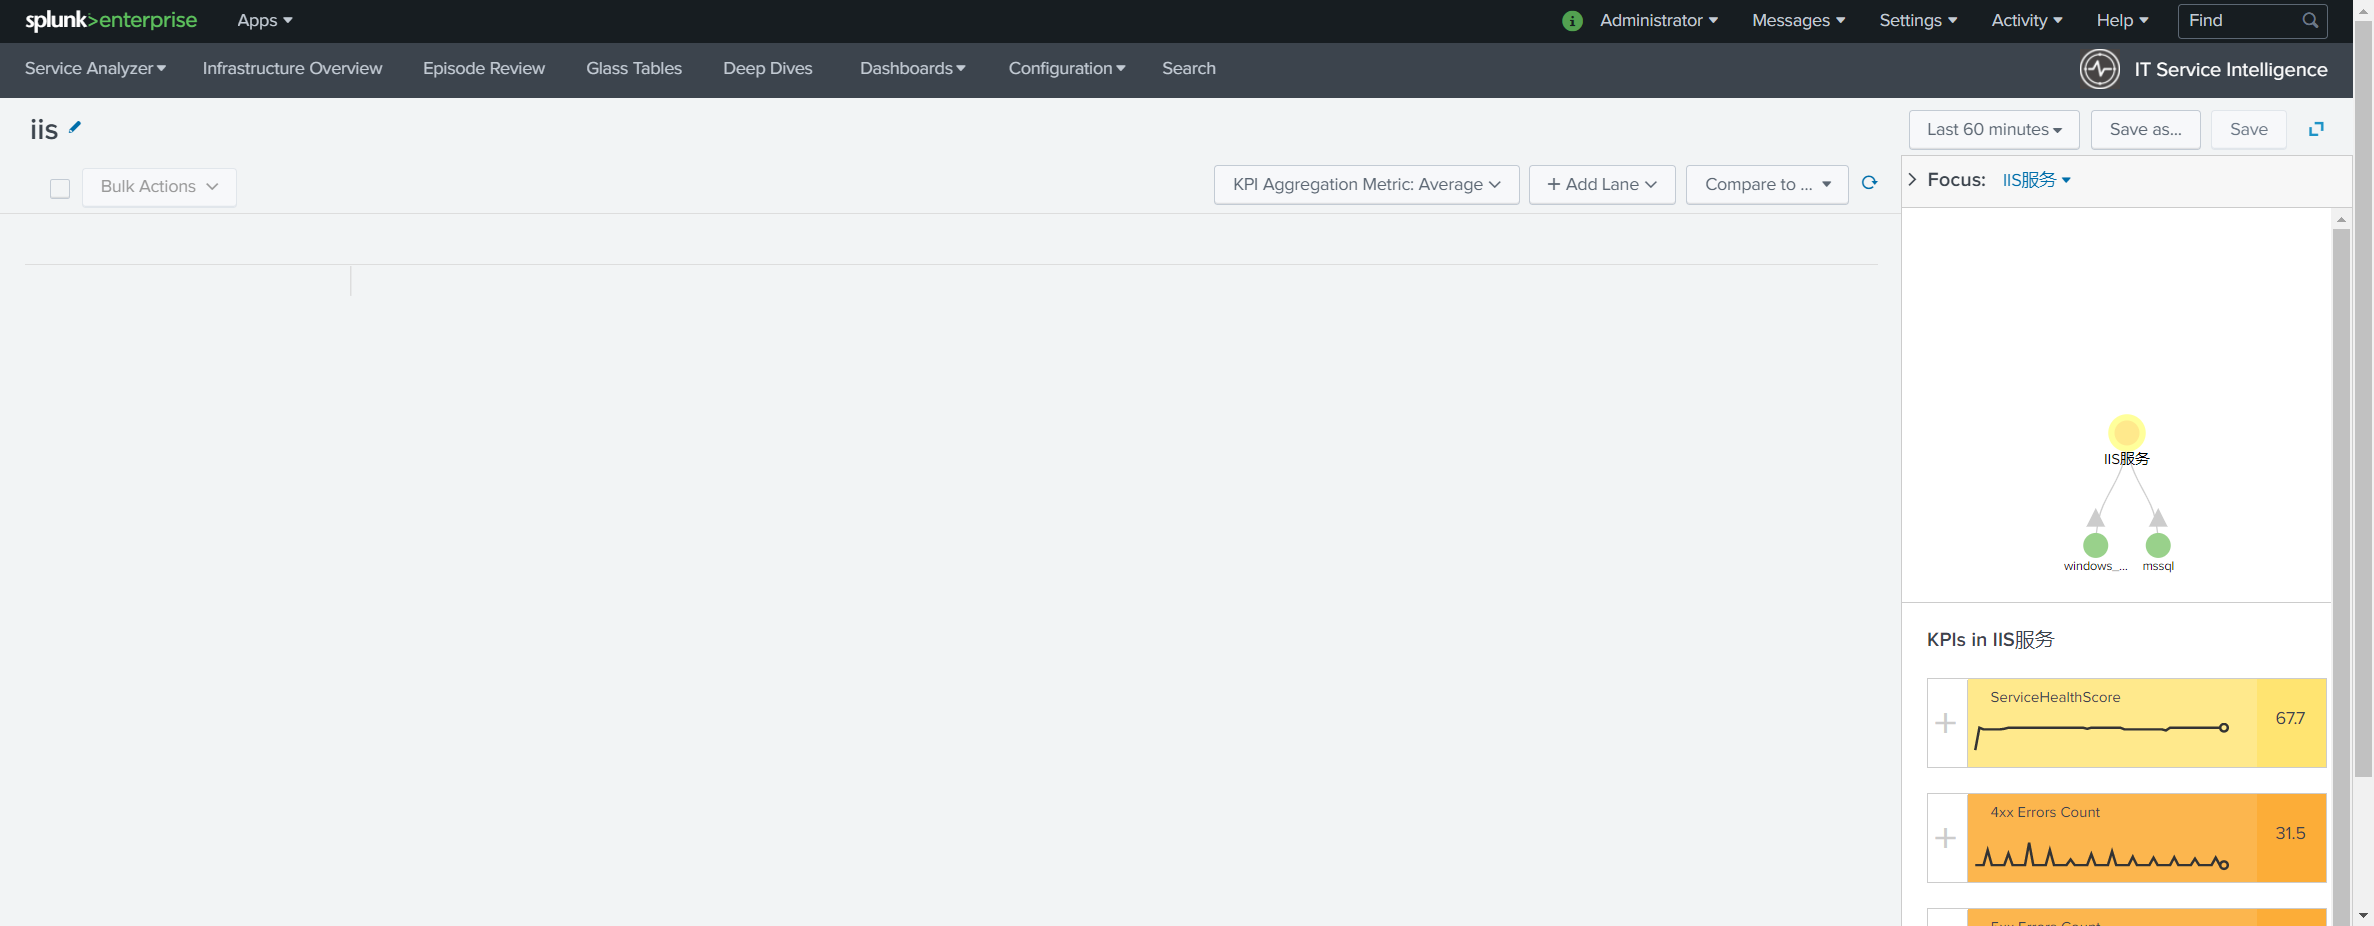 splunk>enterprise Apps Administrator Messages Settings Activity Help Find
Service Analyzer Infrastructure Overview Episode Review Glass Tables Deep Dives Dashboards Configuration Search IT Service Intelligence
iis Last 60 minutes Save as... Save
Bulk Actions KPI Aggregation Metric: Average + Add Lane Compare to ... Focus: IIS服务
IIS服务
windows_... mssql
KPIs in IIS服务
ServiceHealthScore
67.7
4xx Errors Count
31.5
5xx Errors Count